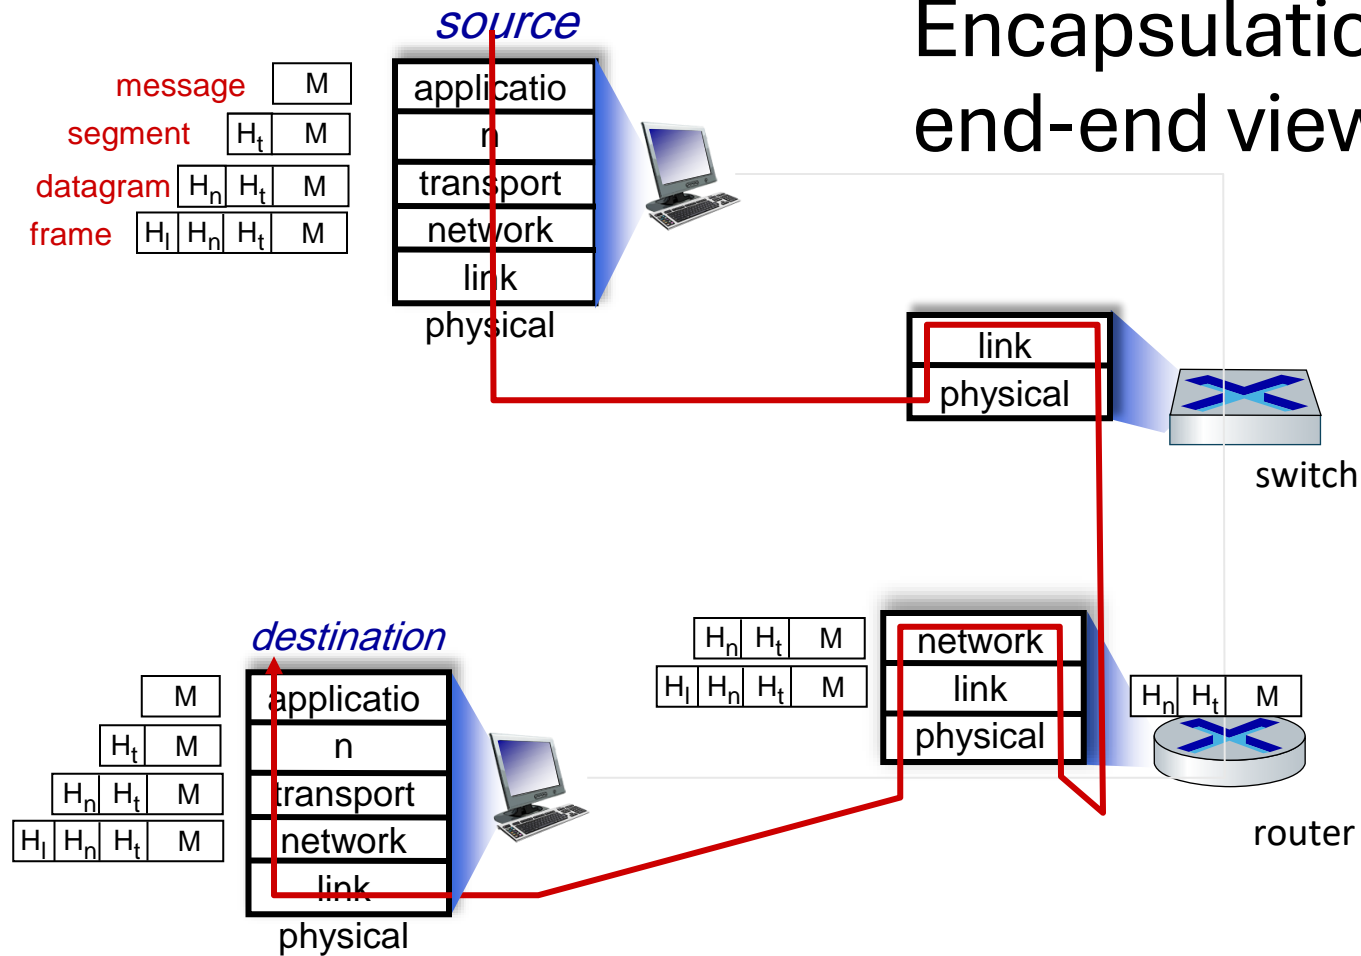 source
Encapsulatio
end-end view
message M
segment Ht M
datagram Hn Ht M
frame Hl Hn Ht M
applicatio
n
transport
network
link
physical
link
physical
switch
destination
M
Ht M
Hn Ht M
Hl Hn Ht M
applicatio
n
transport
network
link
physical
Hn Ht M
Hl Hn Ht M
network
link
physical
Hn Ht M
router